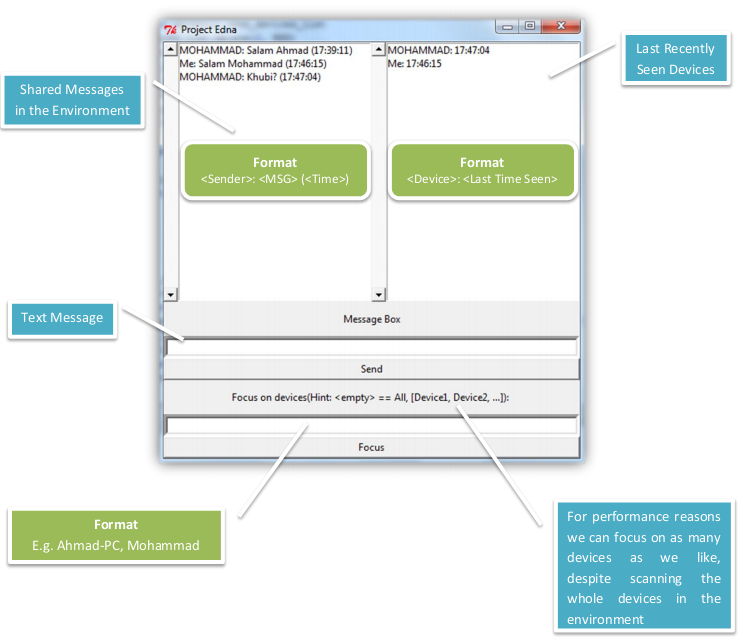 Project Edna
MOHAMMAD: Salam Ahmad (17:39:11)
Me: Salam Mohammad (17:46:15)
MOHAMMAD: Khubi? (17:47:04)
MOHAMMAD: 17:47:04
Me: 17:46:15
Last Recently
Seen Devices
Shared Messages
in the Environment
Format
<Sender>: <MSG> (<Time>)
Format
<Device>: <Last Time Seen>
Text Message
Message Box
Send
Focus on devices(Hint: <empty> == All, [Device1, Device2, ...]):
Focus
Format
E.g. Ahmad-PC, Mohammad
For performance reasons
we can focus on as many
devices as we like,
despite scanning the
whole devices in the
environment